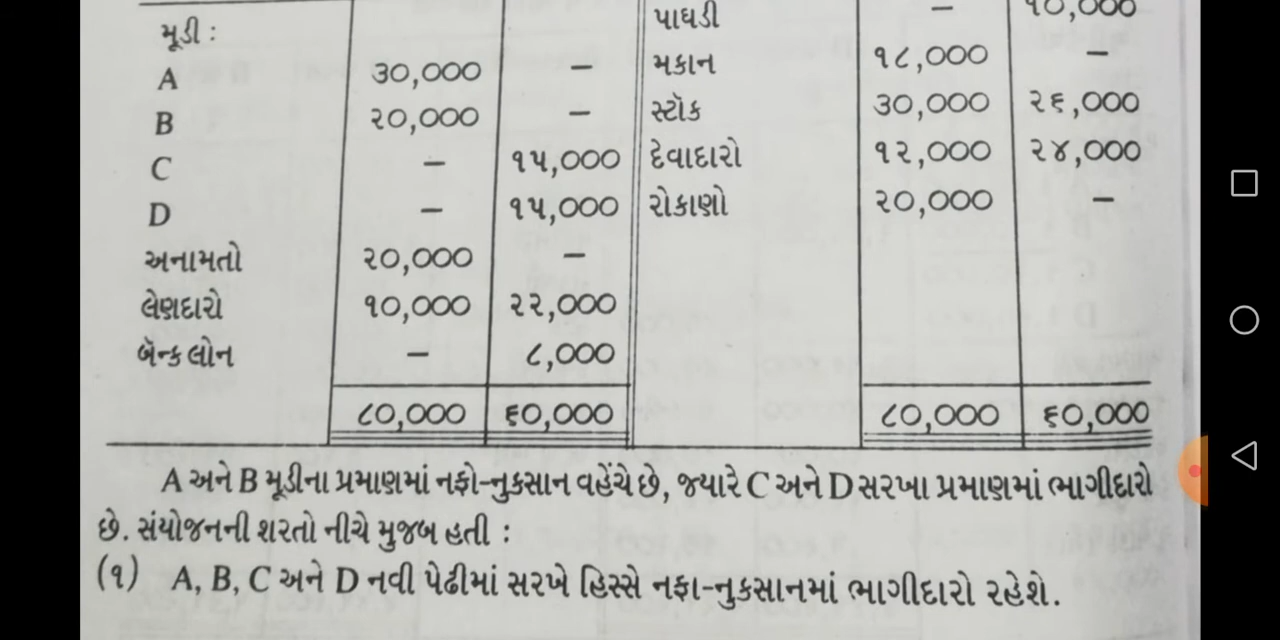 પાઘડી – ૧૦,૦૦૦
મૂડી :
A ૩૦,૦૦૦ – મકાન ૧૮,૦૦૦ –
B ૨૦,૦૦૦ – સ્ટૉક ૩૦,૦૦૦ ૨૬,૦૦૦
C – ૧૫,૦૦૦ દેવાદારો ૧૨,૦૦૦ ૨૪,૦૦૦
D – ૧૫,૦૦૦ રોકાણો ૨૦,૦૦૦ –
અનામતો ૨૦,૦૦૦ –
લેણદારો ૧૦,૦૦૦ ૨૨,૦૦૦
બૅન્ક લોન – ૮,૦૦૦
૮૦,૦૦૦ ૬૦,૦૦૦ ૮૦,૦૦૦ ૬૦,૦૦૦
A અને B મૂડીના પ્રમાણમાં નફો-નુકસાન વહેંચે છે, જ્યારે C અને D સરખા પ્રમાણમાં ભાગીદારો
છે. સંયોજનની શરતો નીચે મુજબ હતી :
(૧) A, B, C અને D નવી પેઢીમાં સરખે હિસ્સે નફા-નુકસાનમાં ભાગીદારો રહેશે.